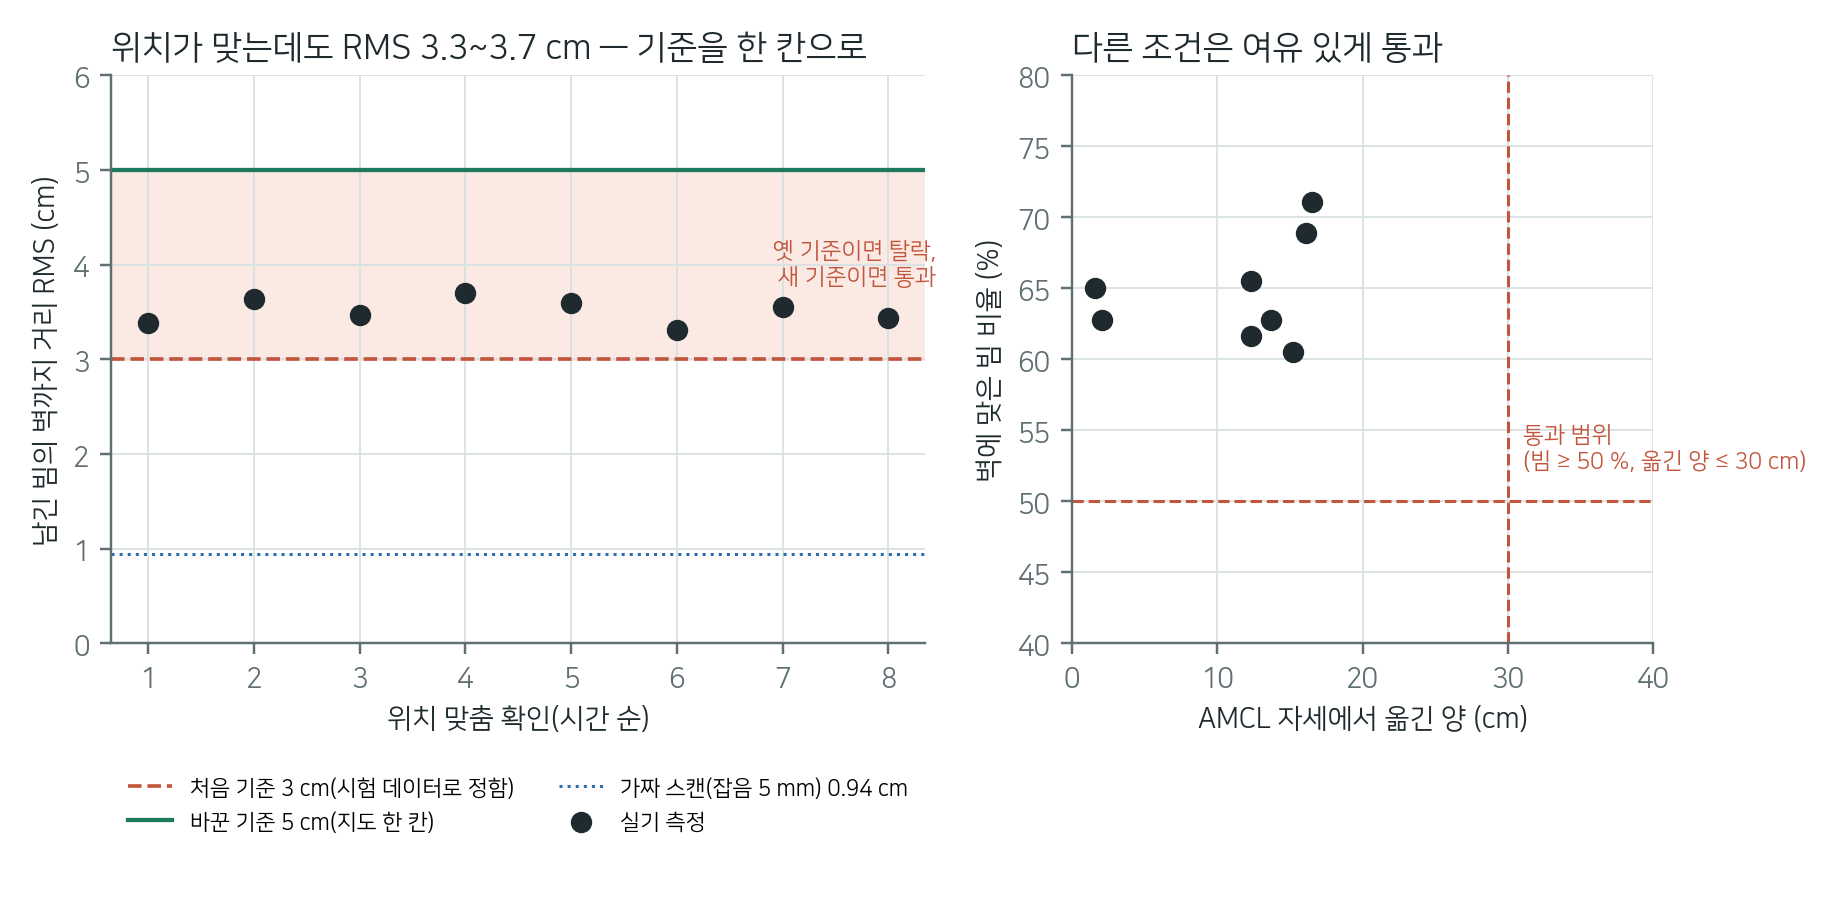 위치가 맞는데도 RMS 3.3~3.7 cm — 기준을 한 칸으로
남긴 빔의 벽까지 거리 RMS (cm)
6
5
4
3
2
1
0
옛 기준이면 탈락,
새 기준이면 통과
1 2 3 4 5 6 7 8
위치 맞춤 확인(시간 순)
처음 기준 3 cm(시험 데이터로 정함)
바꾼 기준 5 cm(지도 한 칸)
가짜 스캔(잡음 5 mm) 0.94 cm
실기 측정
다른 조건은 여유 있게 통과
벽에 맞은 빔 비율 (%)
80
75
70
65
60
55
50
45
40
통과 범위
(빔 ≥ 50 %, 옮긴 양 ≤ 30 cm)
0 10 20 30 40
AMCL 자세에서 옮긴 양 (cm)